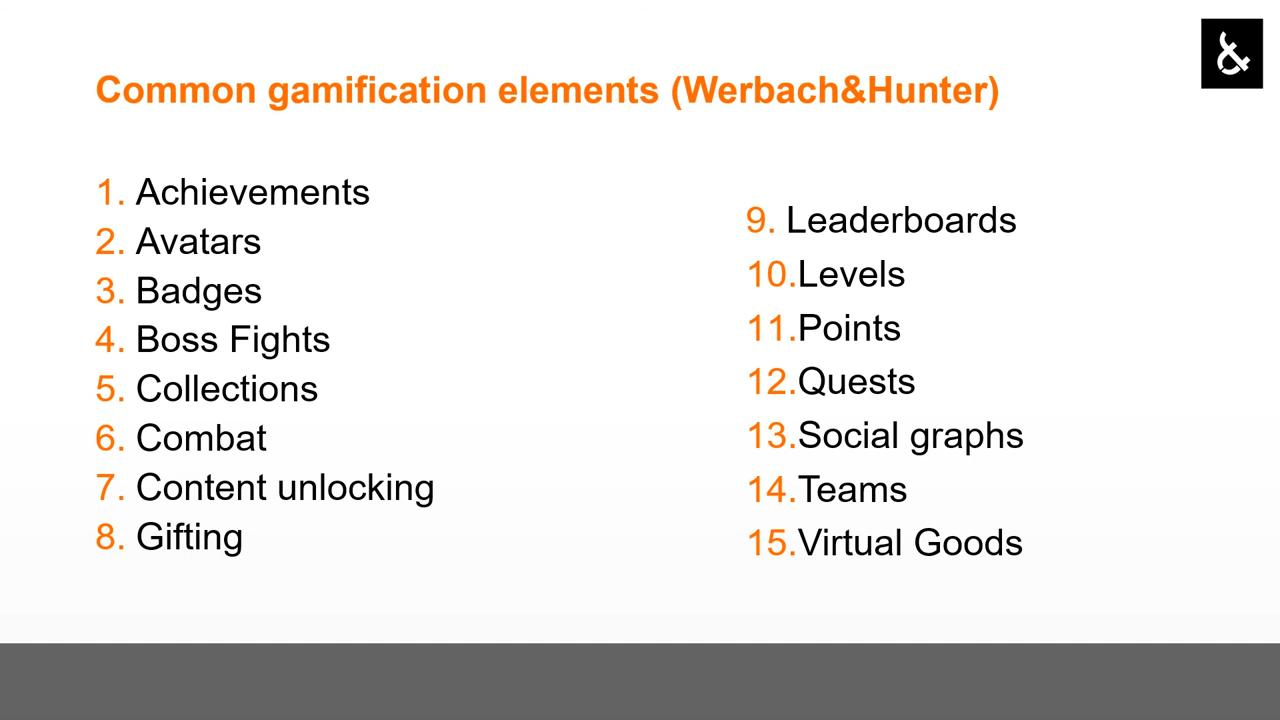 &
Common gamification elements (Werbach&Hunter)
1. Achievements
2. Avatars
3. Badges
4. Boss Fights
5. Collections
6. Combat
7. Content unlocking
8. Gifting
9. Leaderboards
10.Levels
11.Points
12.Quests
13.Social graphs
14.Teams
15.Virtual Goods